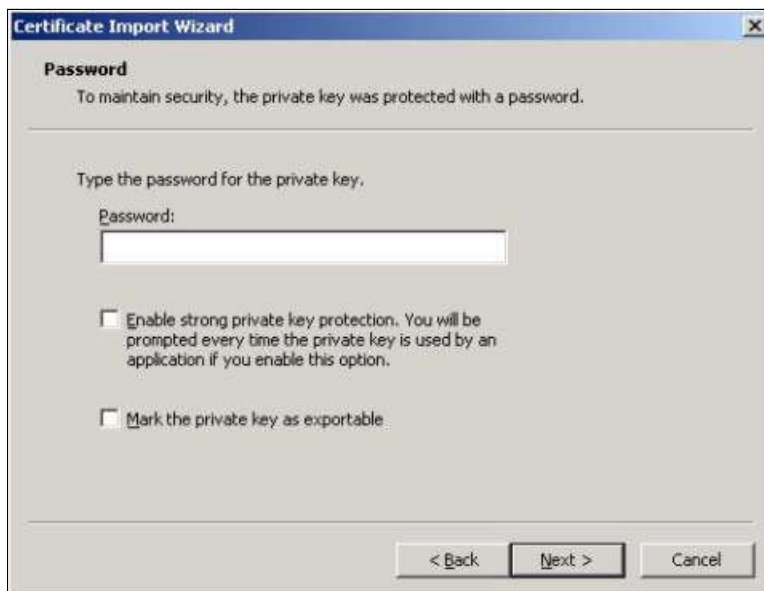 Certificate Import Wizard
Password
To maintain security, the private key was protected with a password.
Type the password for the private key.
Password:
Enable strong private key protection. You will
be prompted every time the private key is used by an
application if you enable this option.
Mark the private key as exportable
< Back
Next >
Cancel